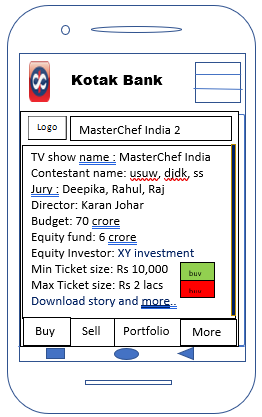 Kotak Bank
Logo
MasterChef India 2
TV show name : MasterChef India
Contestant name: usuw, djdk, ss
Jury : Deepika, Rahul, Raj
Director: Karan Johar
Budget: 70 crore
Equity fund: 6 crore
Equity Investor: XY investment
Min Ticket size: Rs 10,000
buy
Max Ticket size: Rs 2 lacs
Download story and more..
Buy Sell Portfolio More